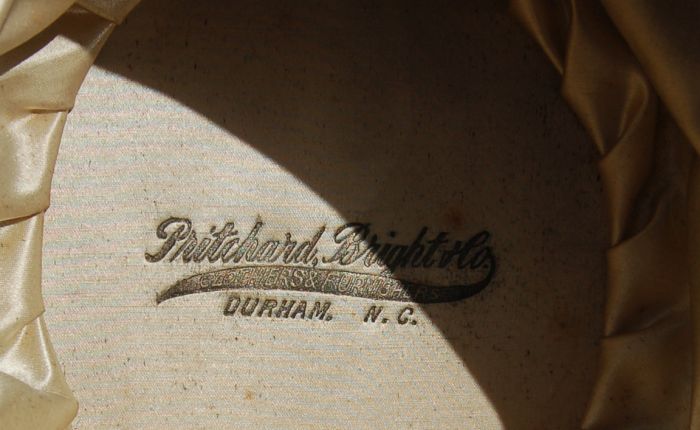 Pritchard, Bright & Co.
CLOTHIERS & FURNISHERS
DURHAM. N. C.